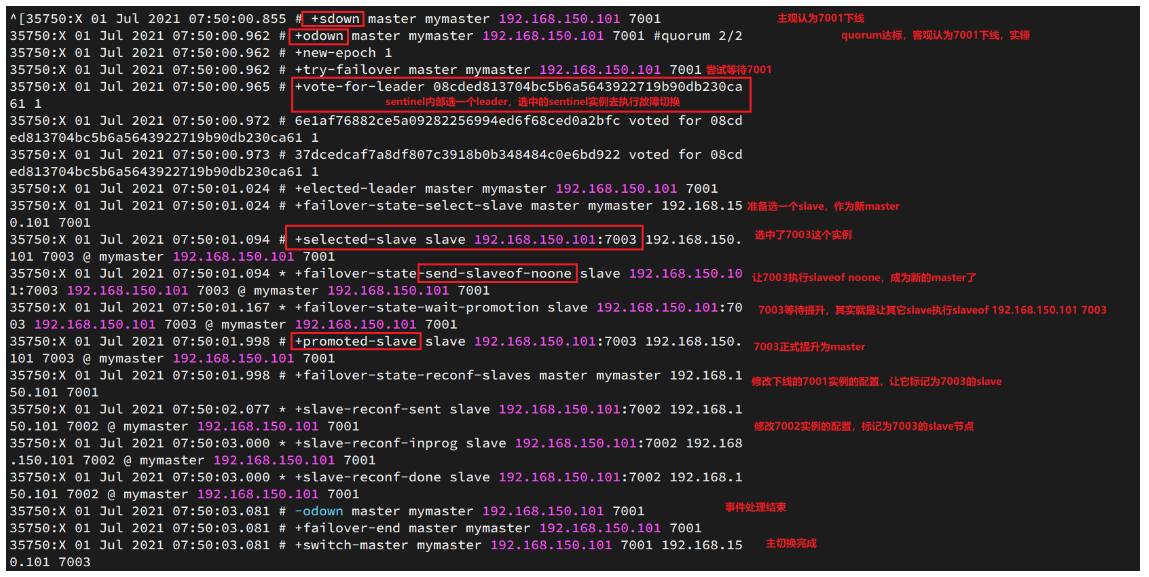 ^[35750:X 01 Jul 2021 07:50:00.855 # +sdown master mymaster 192.168.150.101 7001 主观认为7001下线
35750:X 01 Jul 2021 07:50:00.962 # +odown master mymaster 192.168.150.101 7001 #quorum 2/2 quorum达标，客观认为7001下线，实锤
35750:X 01 Jul 2021 07:50:00.962 # +new-epoch 1
35750:X 01 Jul 2021 07:50:00.962 # +try-failover master mymaster 192.168.150.101 7001 尝试等待7001
35750:X 01 Jul 2021 07:50:00.965 # +vote-for-leader 08cded813704bc5b6a5643922719b90db230ca
61 1 sentinel内部选一个leader，选中的sentinel实例去执行故障切换
35750:X 01 Jul 2021 07:50:00.972 # 6e1af76882ce5a09282256994ed6f68ced0a2bfc voted for 08cd
ed813704bc5b6a5643922719b90db230ca61 1
35750:X 01 Jul 2021 07:50:00.973 # 37dcedcaf7a8df807c3918b0b348484c0e6bd922 voted for 08cd
ed813704bc5b6a5643922719b90db230ca61 1
35750:X 01 Jul 2021 07:50:01.024 # +elected-leader master mymaster 192.168.150.101 7001
35750:X 01 Jul 2021 07:50:01.024 # +failover-state-select-slave master mymaster 192.168.15 准备选一个slave，作为新master
0.101 7001
35750:X 01 Jul 2021 07:50:01.094 # +selected-slave slave 192.168.150.101:7003 192.168.150. 选中了7003这个实例
101 7003 @ mymaster 192.168.150.101 7001
35750:X 01 Jul 2021 07:50:01.094 * +failover-state-send-slaveof-noone slave 192.168.150.10 让7003执行slaveof noone，成为新的master了
1:7003 192.168.150.101 7003 @ mymaster 192.168.150.101 7001
35750:X 01 Jul 2021 07:50:01.167 * +failover-state-wait-promotion slave 192.168.150.101:70 7003等待提升，其实就是让其它slave执行slaveof 192.168.150.101 7003
03 192.168.150.101 7003 @ mymaster 192.168.150.101 7001
35750:X 01 Jul 2021 07:50:01.998 # +promoted-slave slave 192.168.150.101:7003 192.168.150. 7003正式提升为master
101 7003 @ mymaster 192.168.150.101 7001
35750:X 01 Jul 2021 07:50:01.998 # +failover-state-reconf-slaves master mymaster 192.168.1 修改下线的7001实例的配置，让它标记为7003的slave
50.101 7001
35750:X 01 Jul 2021 07:50:02.077 * +slave-reconf-sent slave 192.168.150.101:7002 192.168.1
50.101 7002 @ mymaster 192.168.150.101 7001 修改7002实例的配置，标记为7003的slave节点
35750:X 01 Jul 2021 07:50:03.000 * +slave-reconf-inprog slave 192.168.150.101:7002 192.168
.150.101 7002 @ mymaster 192.168.150.101 7001
35750:X 01 Jul 2021 07:50:03.000 * +slave-reconf-done slave 192.168.150.101:7002 192.168.1
50.101 7002 @ mymaster 192.168.150.101 7001
35750:X 01 Jul 2021 07:50:03.081 # -odown master mymaster 192.168.150.101 7001 事件处理结束
35750:X 01 Jul 2021 07:50:03.081 # +failover-end master mymaster 192.168.150.101 7001
35750:X 01 Jul 2021 07:50:03.081 # +switch-master mymaster 192.168.150.101 7001 192.168.15 主切换完成
0.101 7003